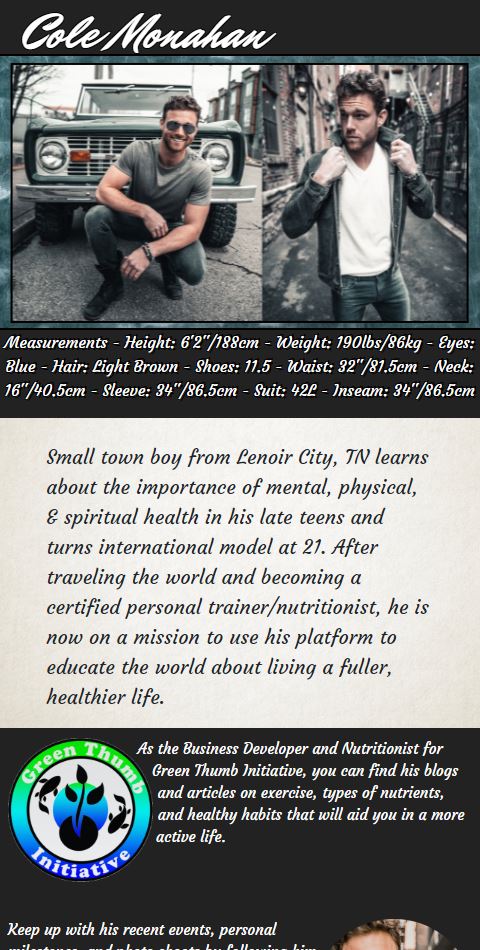 Cole Monahan
Measurements - Height: 6'2"/188cm - Weight: 190lbs/86kg - Eyes:
Blue - Hair: Light Brown - Shoes: 11.5 - Waist: 32"/81.5cm - Neck:
16"/40.5cm - Sleeve: 34"/86.5cm - Suit: 42L - Inseam: 34"/86.5cm
Small town boy from Lenoir City, TN learns
about the importance of mental, physical,
& spiritual health in his late teens and
turns international model at 21. After
traveling the world and becoming a
certified personal trainer/nutritionist, he is
now on a mission to use his platform to
educate the world about living a fuller,
healthier life.
Green Thumb
Initiative
As the Business Developer and Nutritionist for
Green Thumb Initiative, you can find his blogs
and articles on exercise, types of nutrients,
and healthy habits that will aid you in a more
active life.
Keep up with his recent events, personal
milestones, and photo shoots by following him